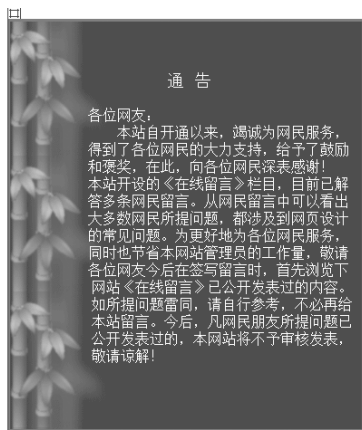 通 告
各位网友：
本站自开通以来，竭诚为网民服务，
得到了各位网民的大力支持，给予了鼓励
和褒奖，在此，向各位网民深表感谢！
本站开设的《在线留言》栏目，目前已解
答多条网民留言。从网民留言中可以看出
大多数网民所提问题，都涉及到网页设计
的常见问题。为更好地为各位网民服务，
同时也节省本网站管理员的工作量，敬请
各位网友今后在签写留言时，首先浏览下
网站《在线留言》已公开发表过的内容。
如所提问题雷同，请自行参考，不必再给
本站留言。今后，凡网民朋友所提问题已
公开发表过的，本网站将不予审核发表，
敬请谅解！